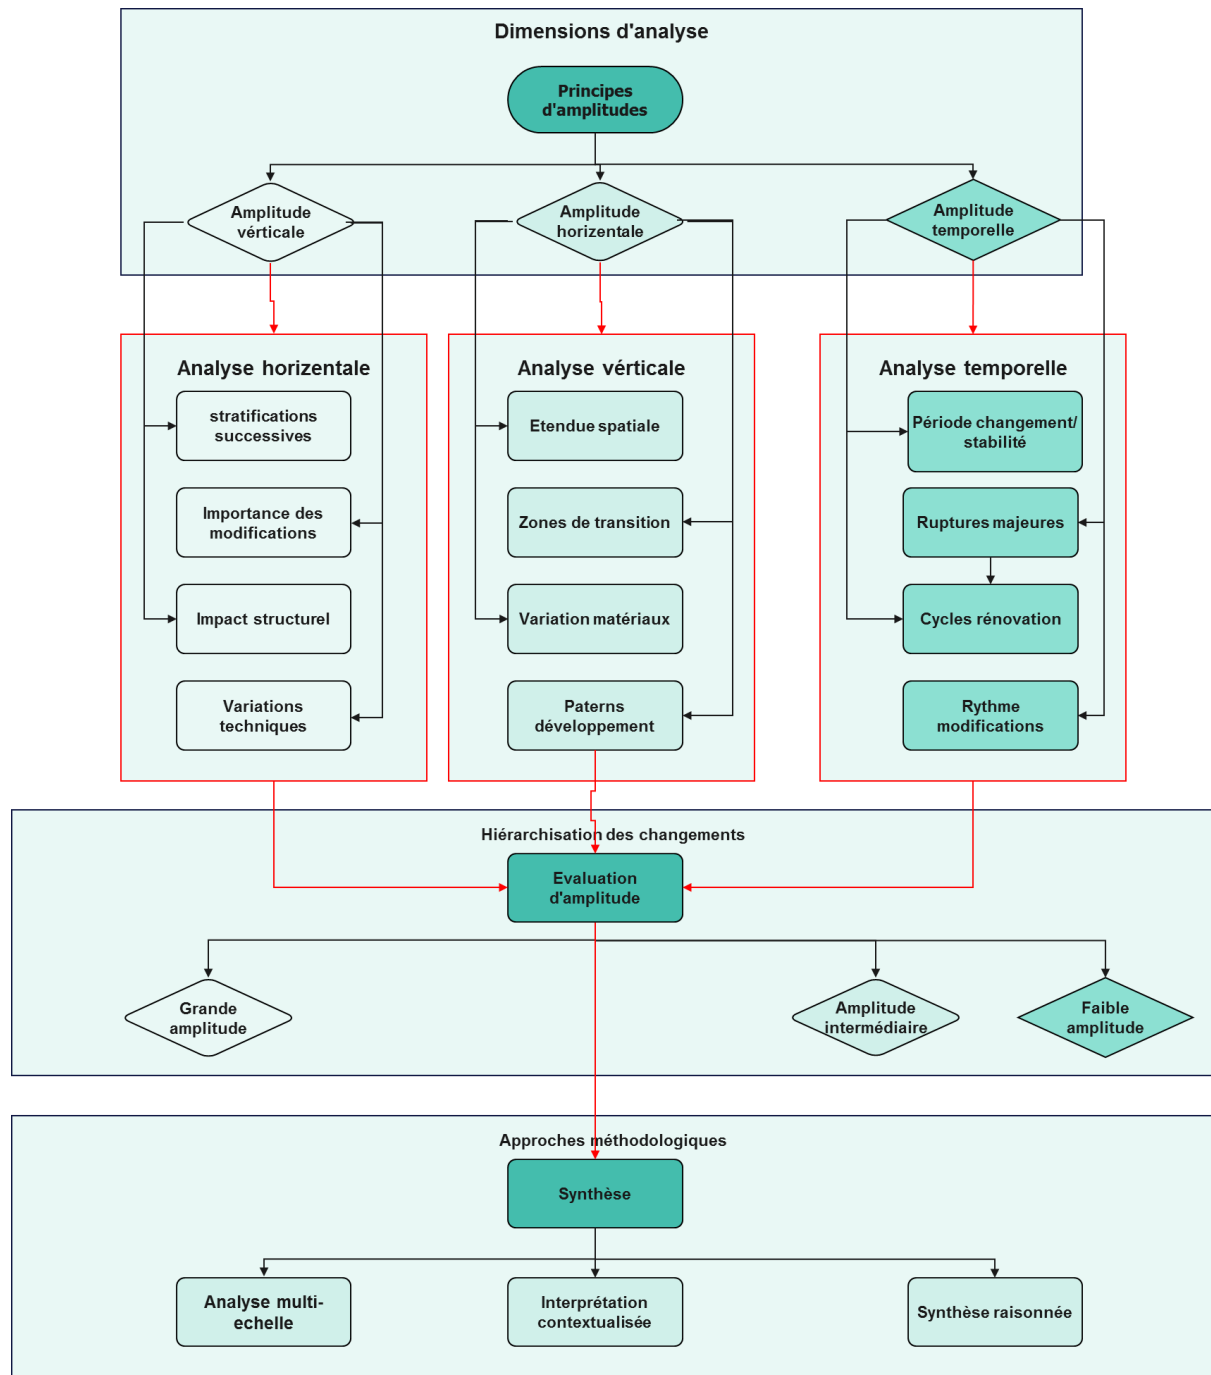 Dimensions d'analyse
Principes
d'amplitudes
Amplitude
vérticale
Amplitude
horizentale
Amplitude
temporelle
Analyse horizentale
stratifications
successives
Importance des
modifications
Impact structurel
Variations
techniques
Analyse vérticale
Etendue spatiale
Zones de transition
Variation matériaux
Paterns
développement
Analyse temporelle
Période changement/
stabilité
Ruptures majeures
Cycles rénovation
Rythme
modifications
Hiérarchisation des changements
Evaluation
d'amplitude
Grande
amplitude
Amplitude
intermédiaire
Faible
amplitude
Approches méthodologiques
Synthèse
Analyse multi-
echelle
Interprétation
contextualisée
Synthèse raisonnée